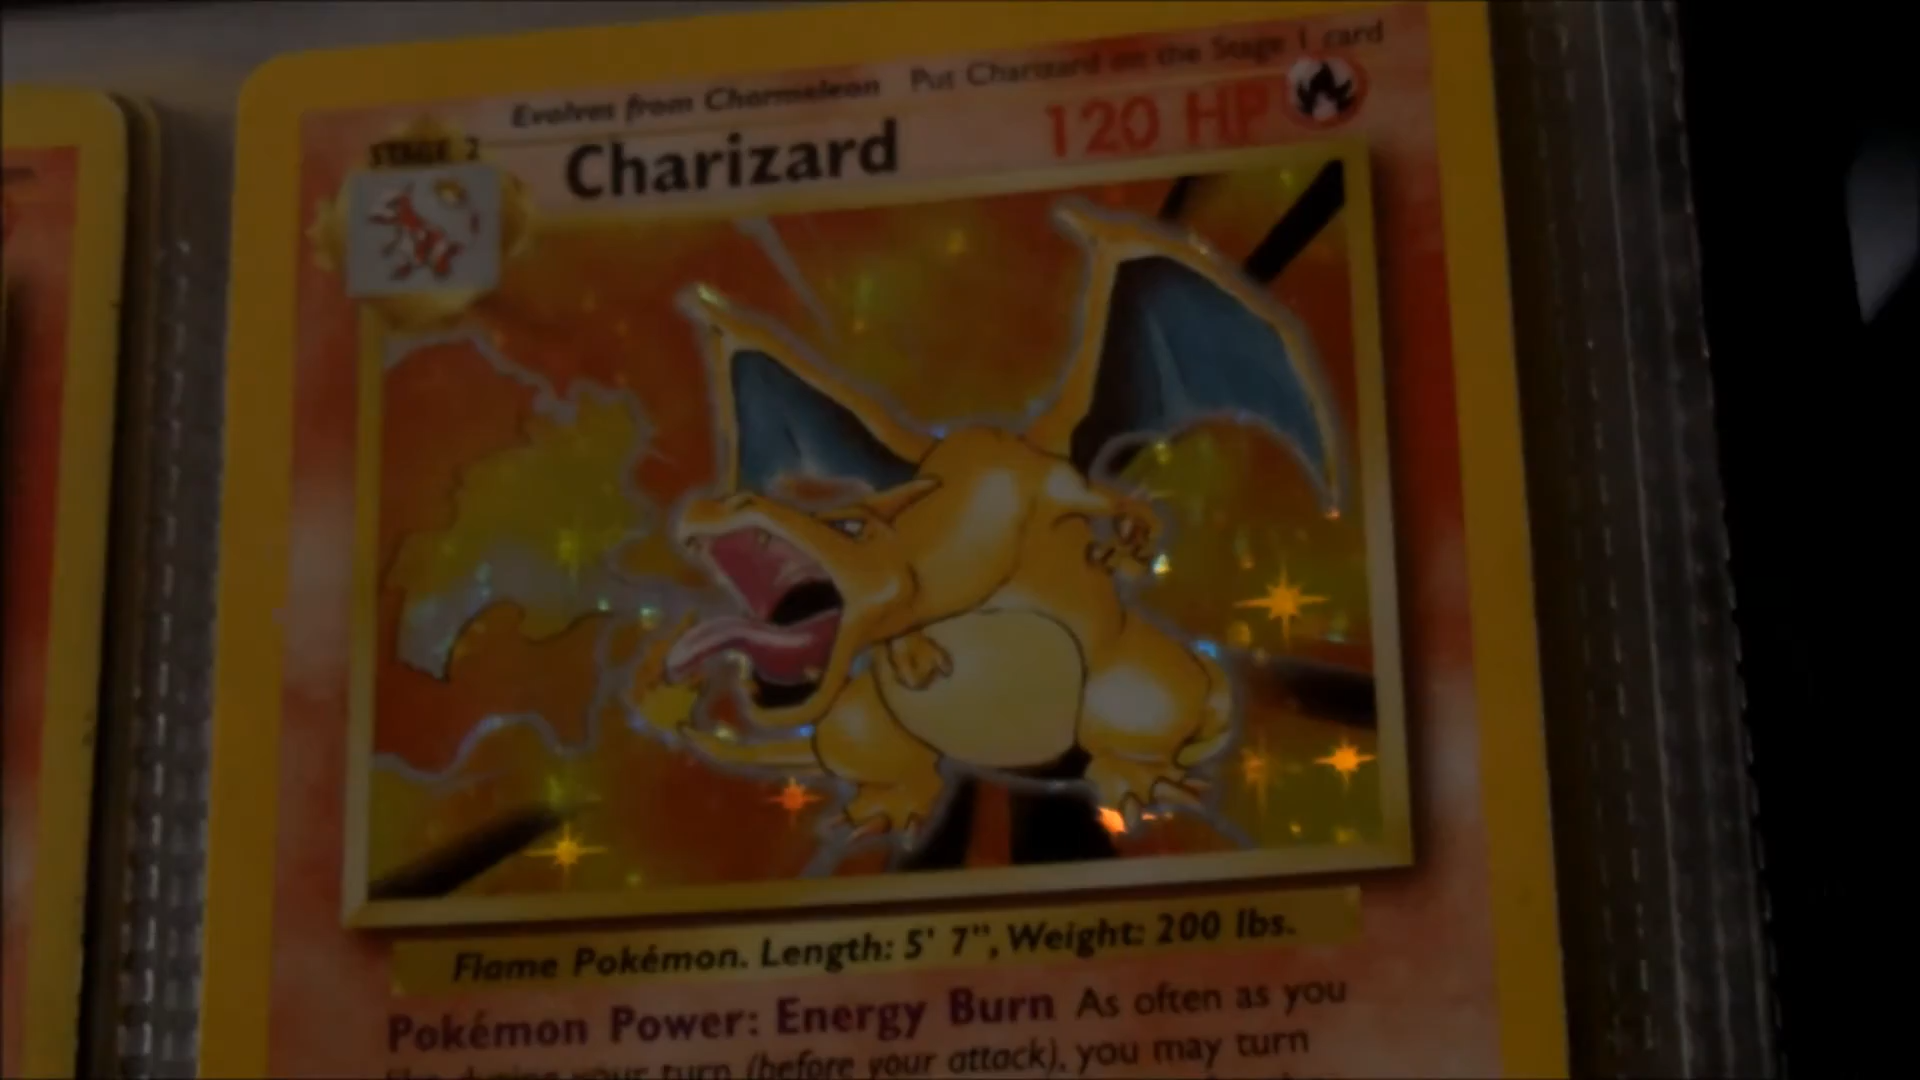 Evolves from Charmeleon Put Charizard on the Stage 1 card
STAGE 2
Charizard 120 HP
Flame Pokémon. Length: 5' 7", Weight: 200 lbs.
Pokémon Power: Energy Burn As often as you
like during your turn (before your attack), you may turn